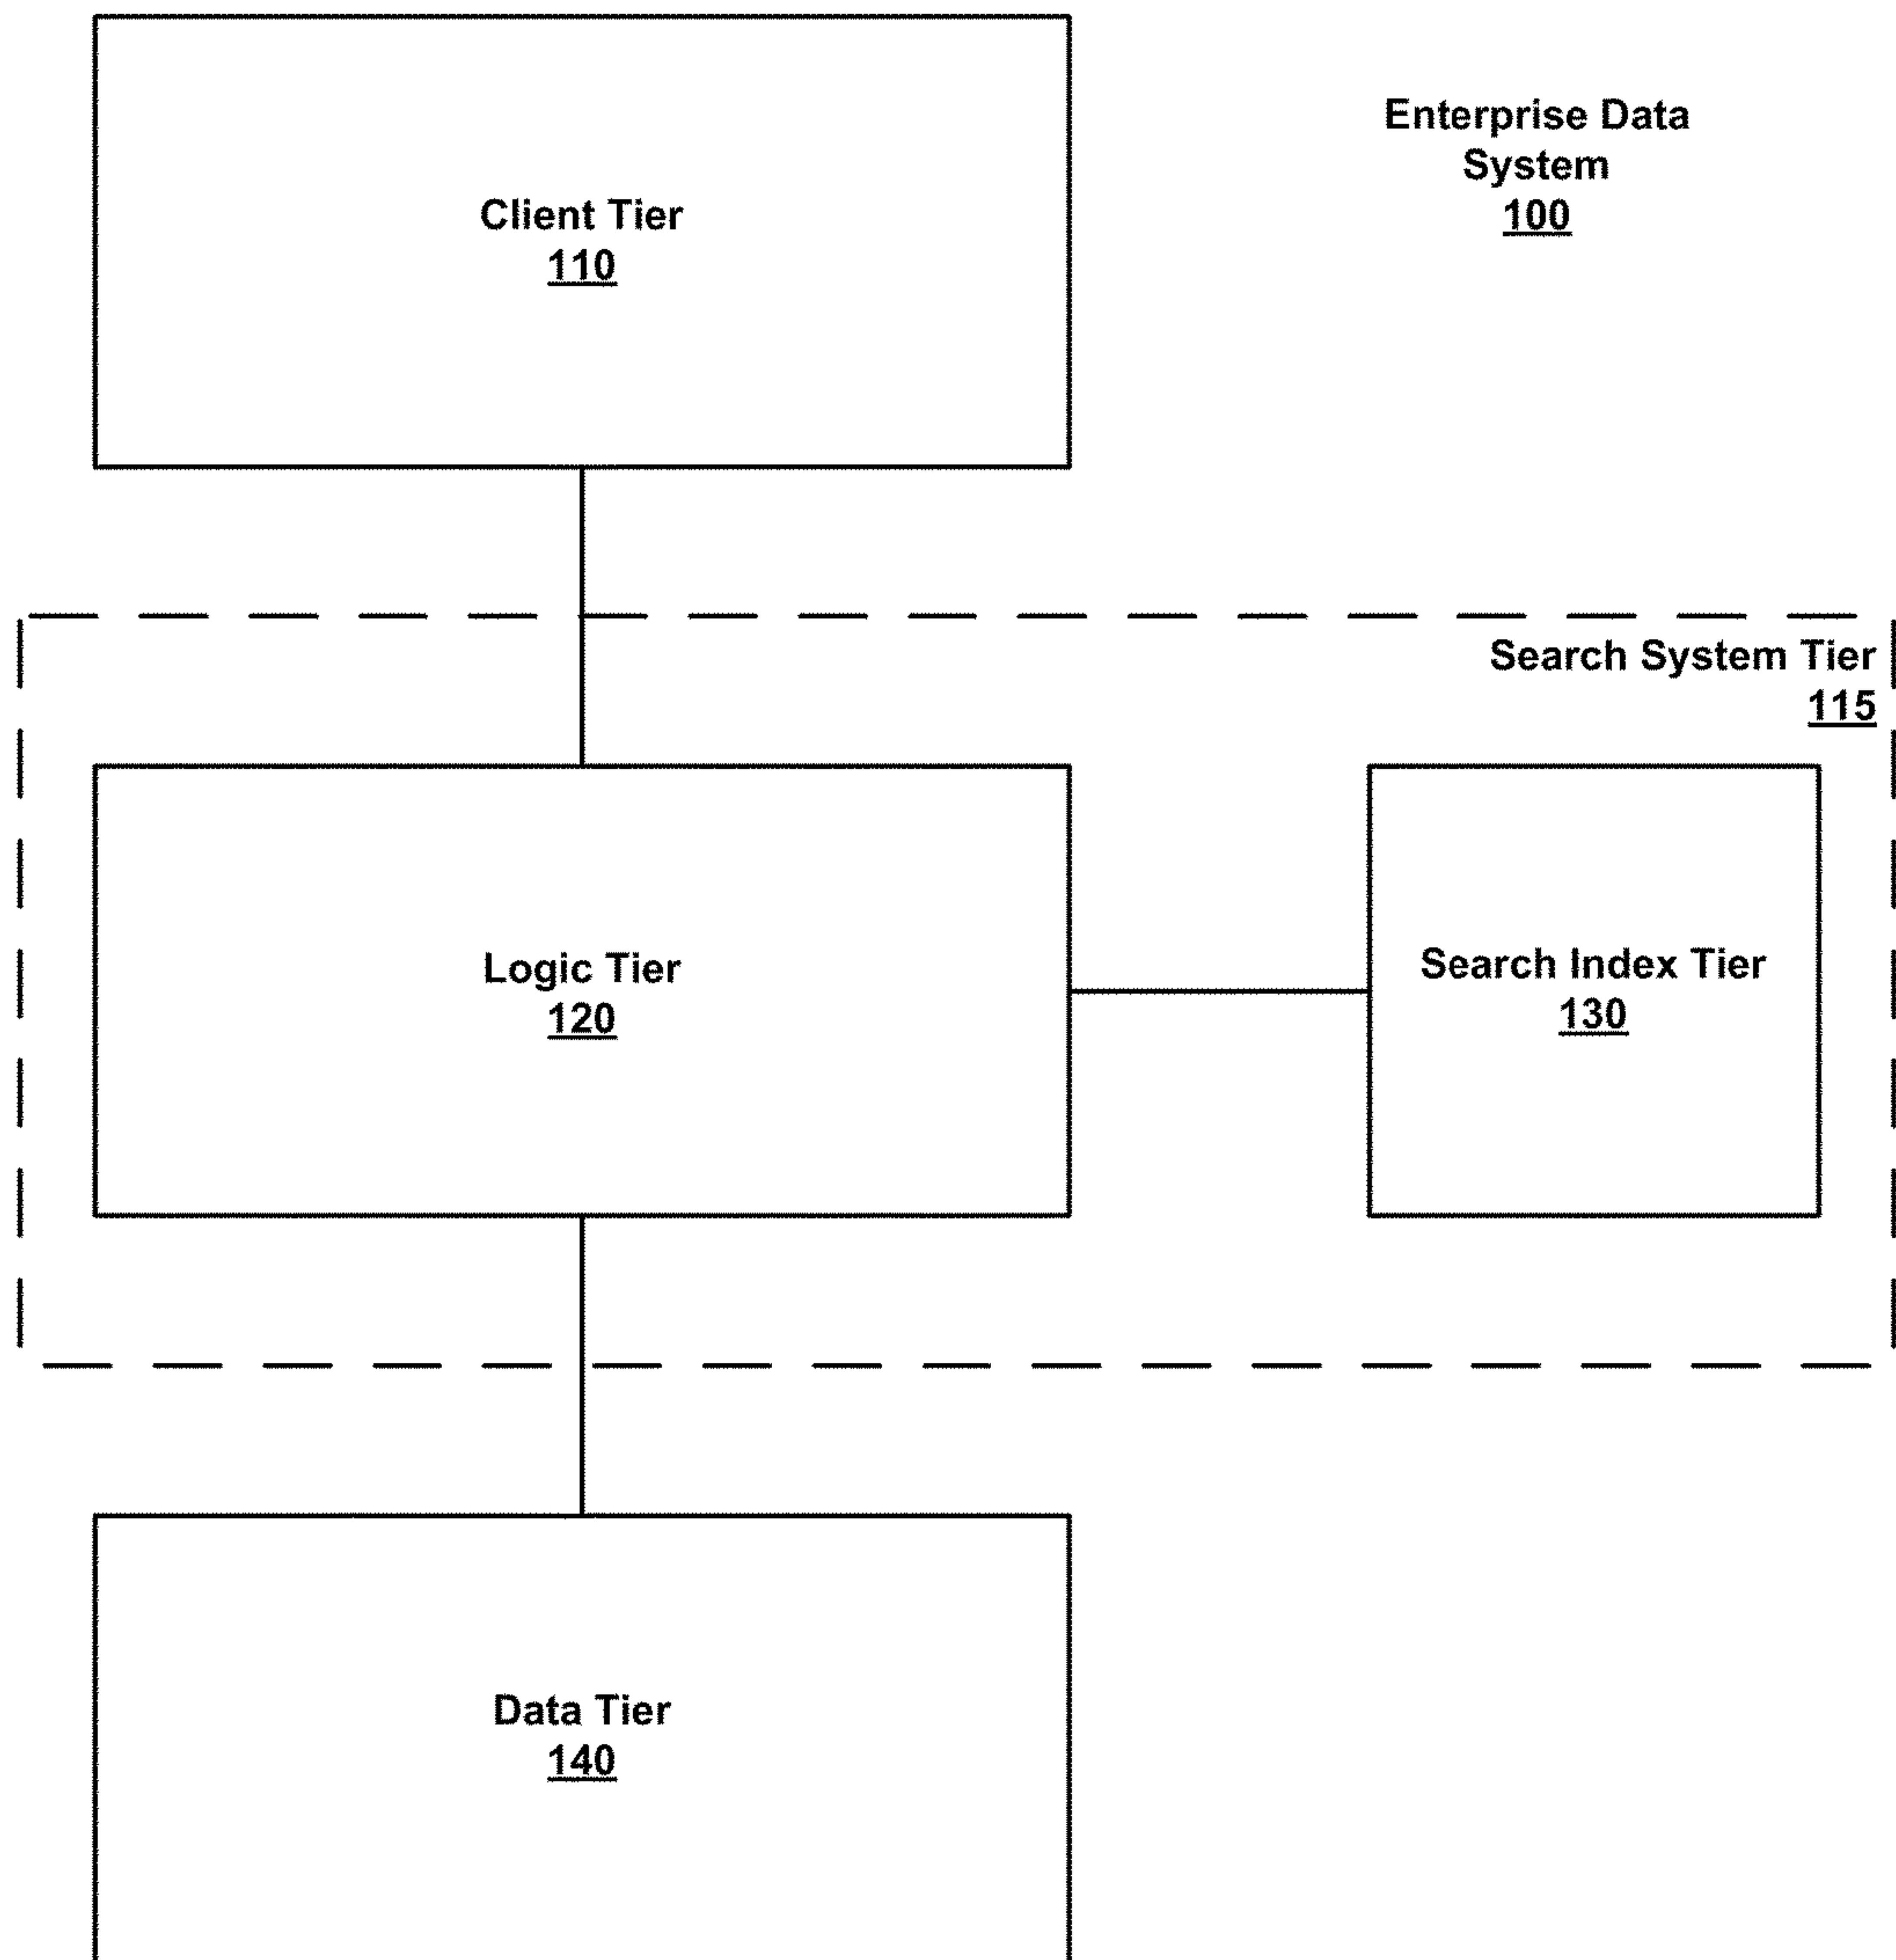 Enterprise Data
System
100
Client Tier
110
Search System Tier
115
Logic Tier
120
Search Index Tier
130
Data Tier
140